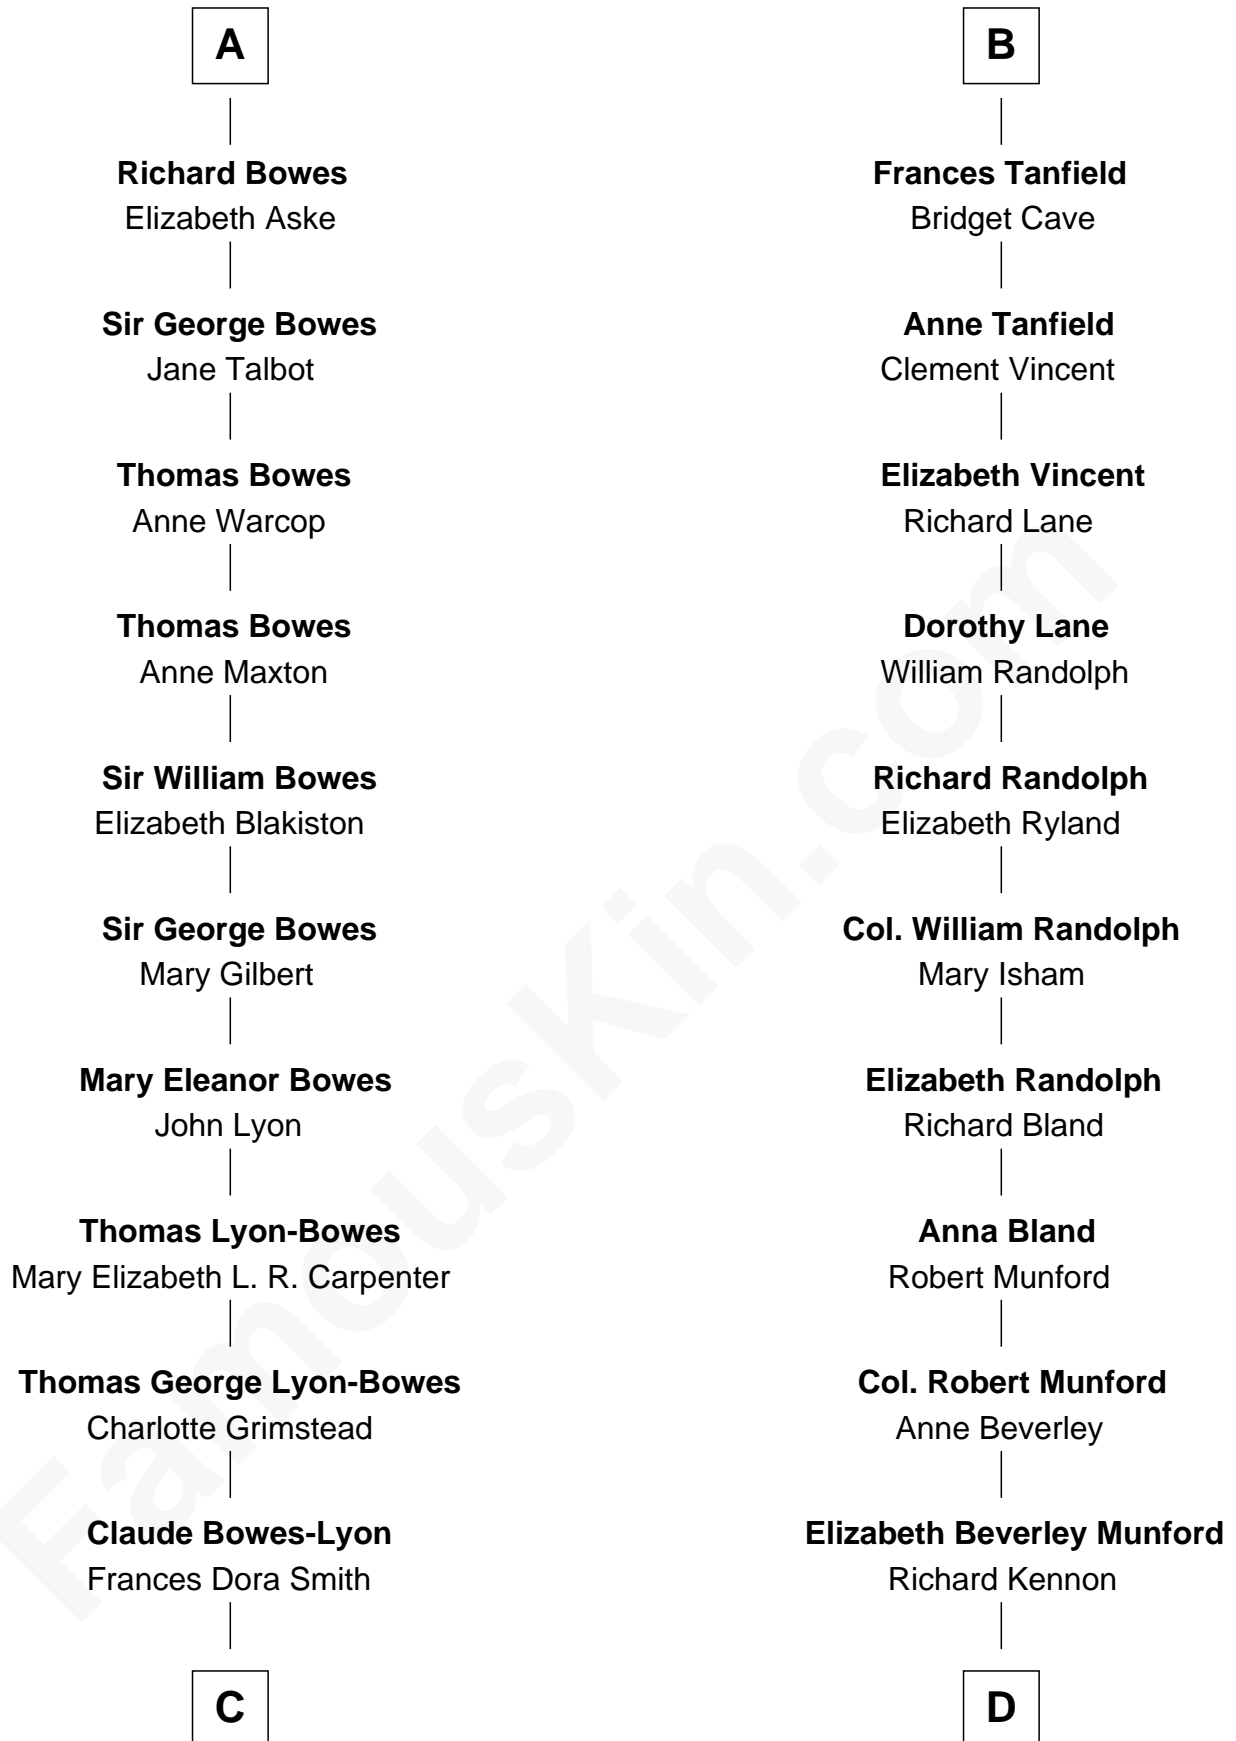 A
Richard Bowes
Elizabeth Aske
Sir George Bowes
Jane Talbot
Thomas Bowes
Anne Warcop
Thomas Bowes
Anne Maxton
Sir William Bowes
Elizabeth Blakiston
Sir George Bowes
Mary Gilbert
Mary Eleanor Bowes
John Lyon
Thomas Lyon-Bowes
Mary Elizabeth L. R. Carpenter
Thomas George Lyon-Bowes
Charlotte Grimstead
Claude Bowes-Lyon
Frances Dora Smith
C
B
Frances Tanfield
Bridget Cave
Anne Tanfield
Clement Vincent
Elizabeth Vincent
Richard Lane
Dorothy Lane
William Randolph
Richard Randolph
Elizabeth Ryland
Col. William Randolph
Mary Isham
Elizabeth Randolph
Richard Bland
Anna Bland
Robert Munford
Col. Robert Munford
Anne Beverley
Elizabeth Beverley Munford
Richard Kennon
D
FamousKin.com